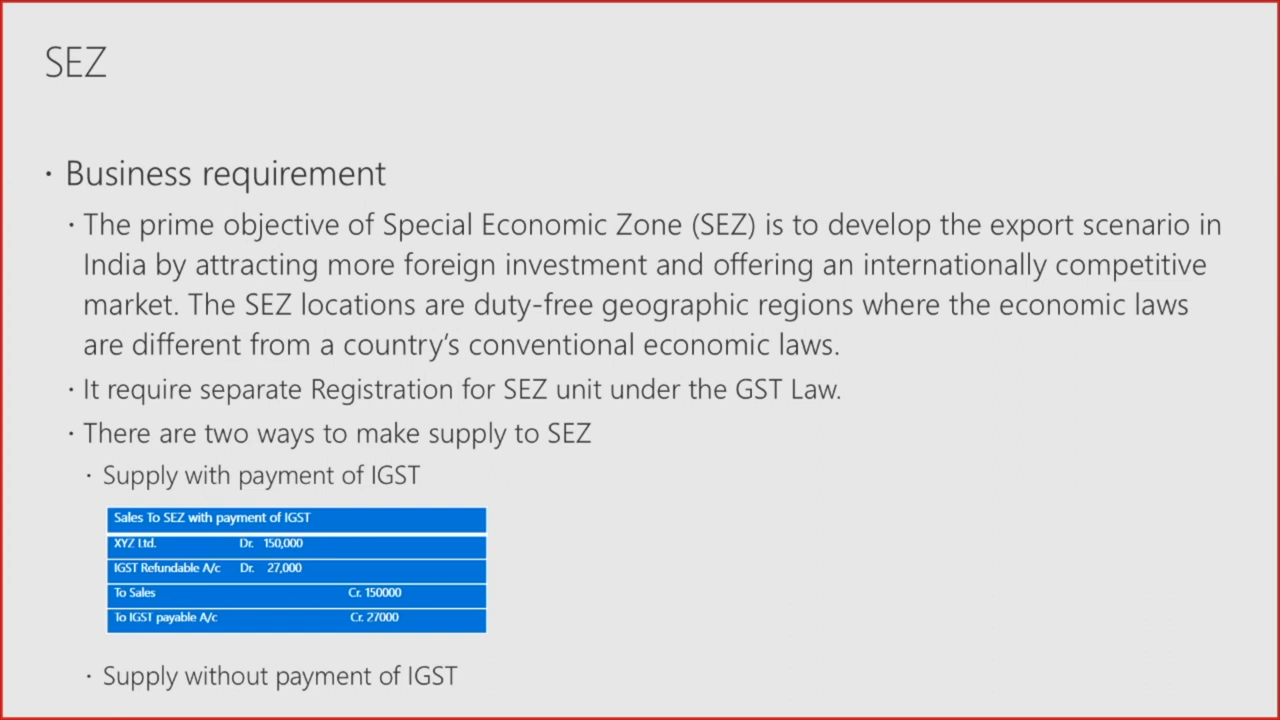 SEZ
• Business requirement
• The prime objective of Special Economic Zone (SEZ) is to develop the export scenario in
India by attracting more foreign investment and offering an internationally competitive
market. The SEZ locations are duty-free geographic regions where the economic laws
are different from a country's conventional economic laws.
• It require separate Registration for SEZ unit under the GST Law.
• There are two ways to make supply to SEZ
• Supply with payment of IGST
Sales To SEZ with payment of IGST
XYZ Ltd. Dr. 150,000
IGST Refundable A/c Dr. 27,000
To Sales Cr. 150000
To IGST payable A/c Cr. 27000
• Supply without payment of IGST